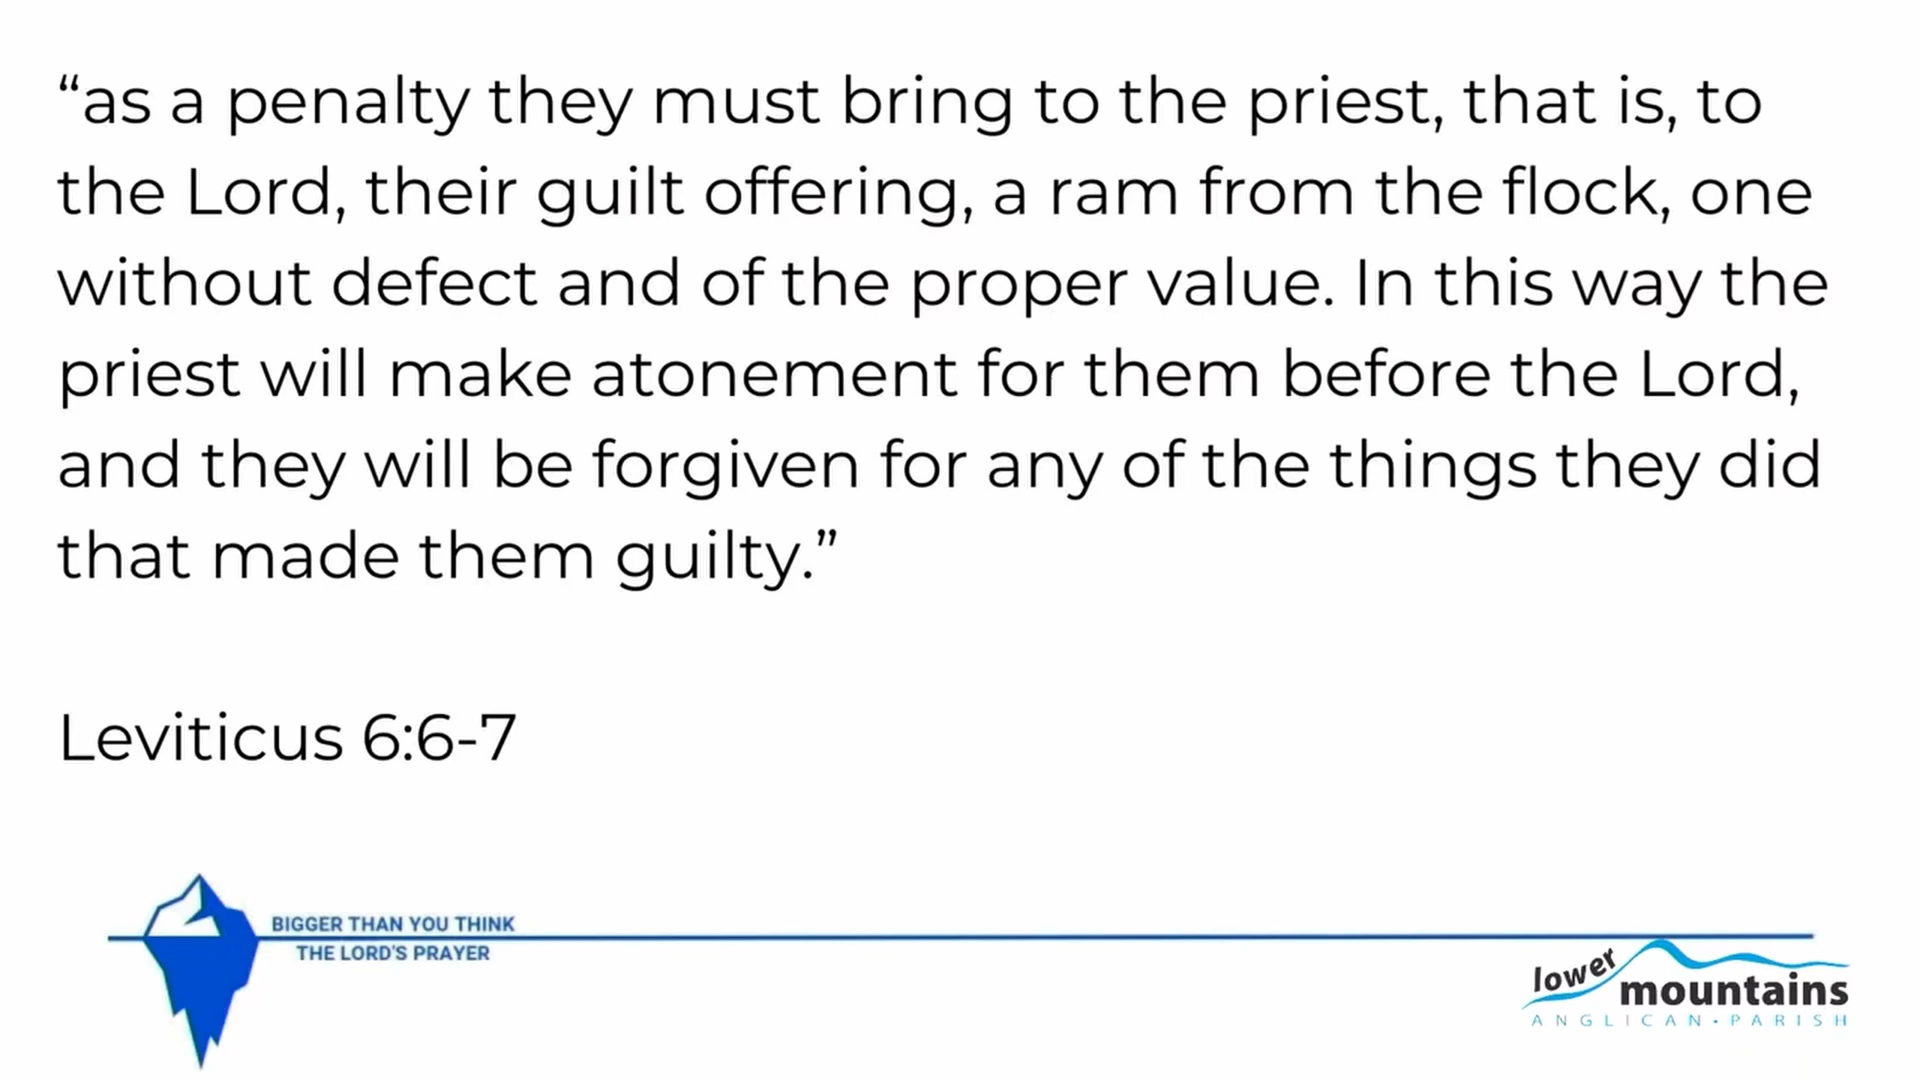 “as a penalty they must bring to the priest, that is, to
the Lord, their guilt offering, a ram from the flock, one
without defect and of the proper value. In this way the
priest will make atonement for them before the Lord,
and they will be forgiven for any of the things they did
that made them guilty.”
Leviticus 6:6-7
BIGGER THAN YOU THINK
THE LORD'S PRAYER
lower
mountains
ANGLICAN•PARISH